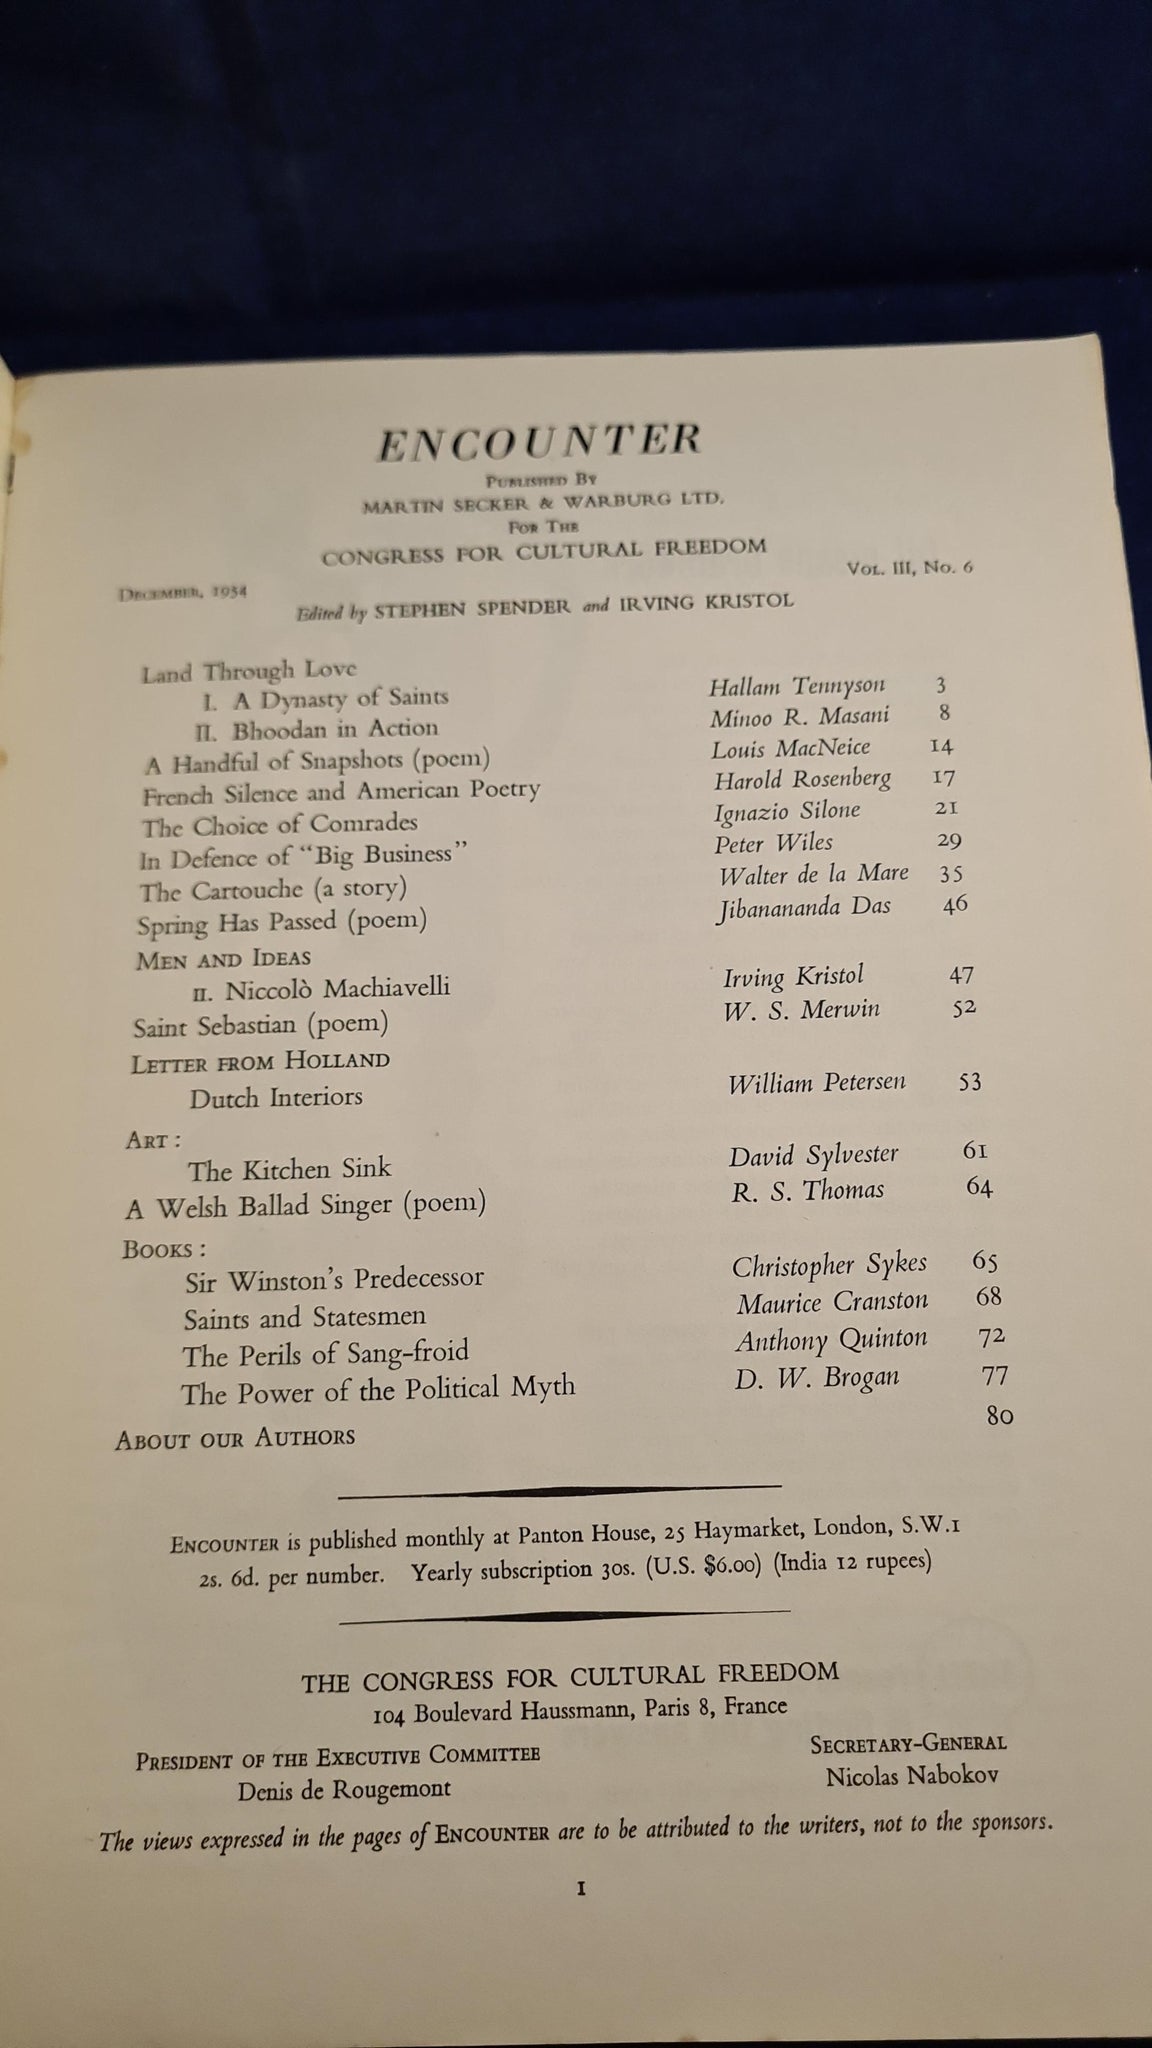 ENCOUNTER
PUBLISHED BY
MARTIN SECKER & WARBURG LTD.
FOR THE
CONGRESS FOR CULTURAL FREEDOM
DECEMBER, 1954 VOL. III, No. 6
Edited by STEPHEN SPENDER and IRVING KRISTOL
Land Through Love
I. A Dynasty of Saints Hallam Tennyson 3
II. Bhoodan in Action Minoo R. Masani 8
A Handful of Snapshots (poem) Louis MacNeice 14
French Silence and American Poetry Harold Rosenberg 17
The Choice of Comrades Ignazio Silone 21
In Defence of “Big Business” Peter Wiles 29
The Cartouche (a story) Walter de la Mare 35
Spring Has Passed (poem) Jibanananda Das 46
MEN AND IDEAS
II. Niccolò Machiavelli Irving Kristol 47
Saint Sebastian (poem) W. S. Merwin 52
LETTER FROM HOLLAND
Dutch Interiors William Petersen 53
ART:
The Kitchen Sink David Sylvester 61
A Welsh Ballad Singer (poem) R. S. Thomas 64
BOOKS:
Sir Winston's Predecessor Christopher Sykes 65
Saints and Statesmen Maurice Cranston 68
The Perils of Sang-froid Anthony Quinton 72
The Power of the Political Myth D. W. Brogan 77
ABOUT OUR AUTHORS 80
ENCOUNTER is published monthly at Panton House, 25 Haymarket, London, S.W.1
2s. 6d. per number. Yearly subscription 30s. (U.S. $6.00) (India 12 rupees)
THE CONGRESS FOR CULTURAL FREEDOM
104 Boulevard Haussmann, Paris 8, France
PRESIDENT OF THE EXECUTIVE COMMITTEE SECRETARY-GENERAL
Denis de Rougemont Nicolas Nabokov
The views expressed in the pages of ENCOUNTER are to be attributed to the writers, not to the sponsors.
I